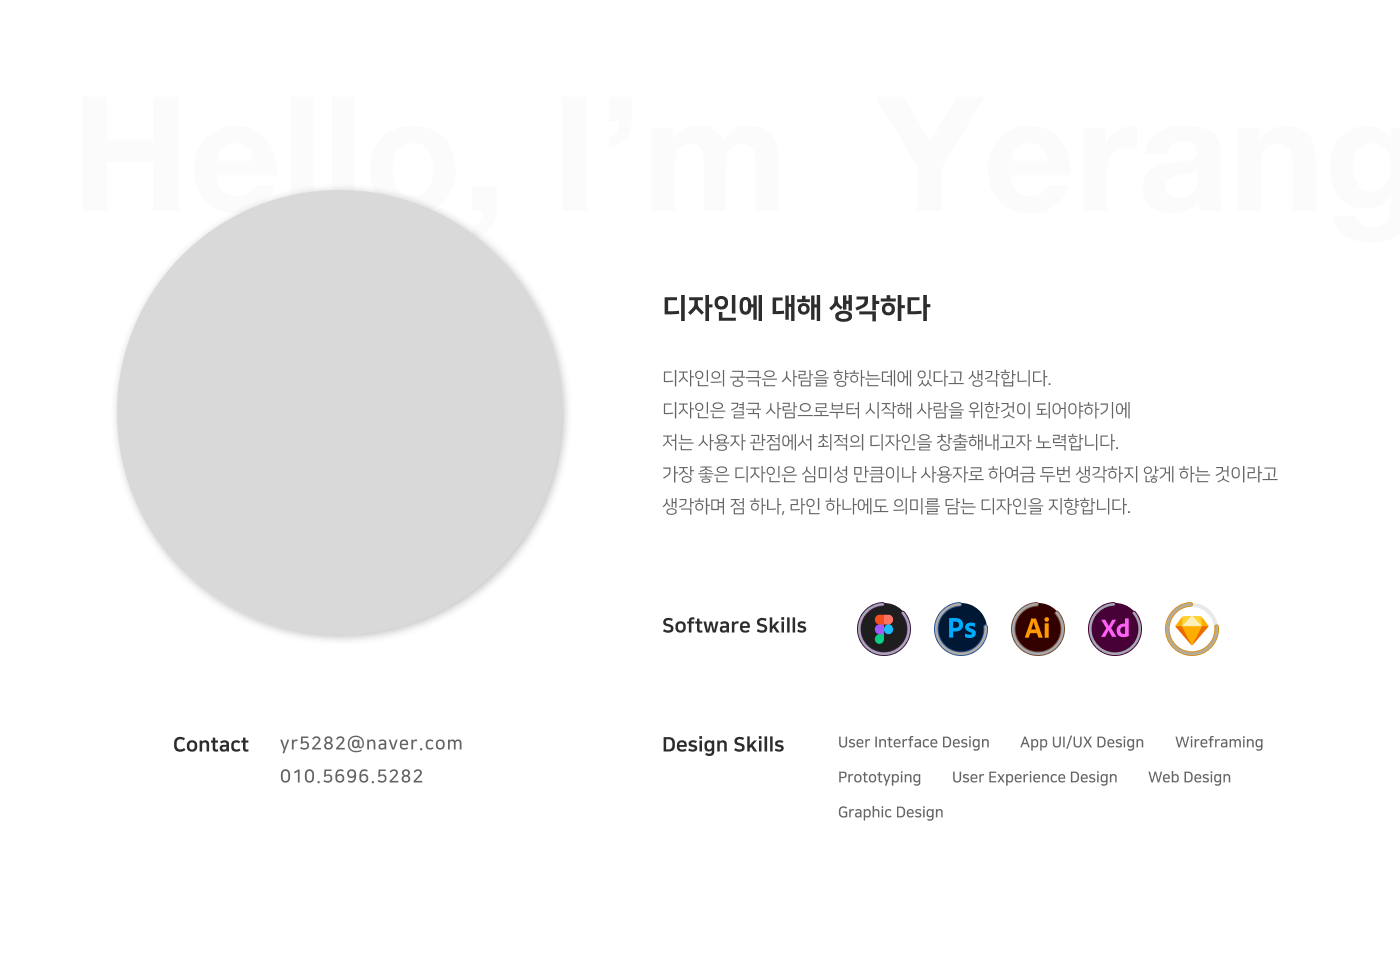 Hello, I’m Yerang
디자인에 대해 생각하다
디자인의 궁극은 사람을 향하는데에 있다고 생각합니다.
디자인은 결국 사람으로부터 시작해 사람을 위한것이 되어야하기에
저는 사용자 관점에서 최적의 디자인을 창출해내고자 노력합니다.
가장 좋은 디자인은 심미성 만큼이나 사용자로 하여금 두번 생각하지 않게 하는 것이라고
생각하며 점 하나, 라인 하나에도 의미를 담는 디자인을 지향합니다.
Software Skills
Ps
Ai
Xd
Contact
yr5282@naver.com
010.5696.5282
Design Skills
User Interface Design App UI/UX Design Wireframing
Prototyping User Experience Design Web Design
Graphic Design